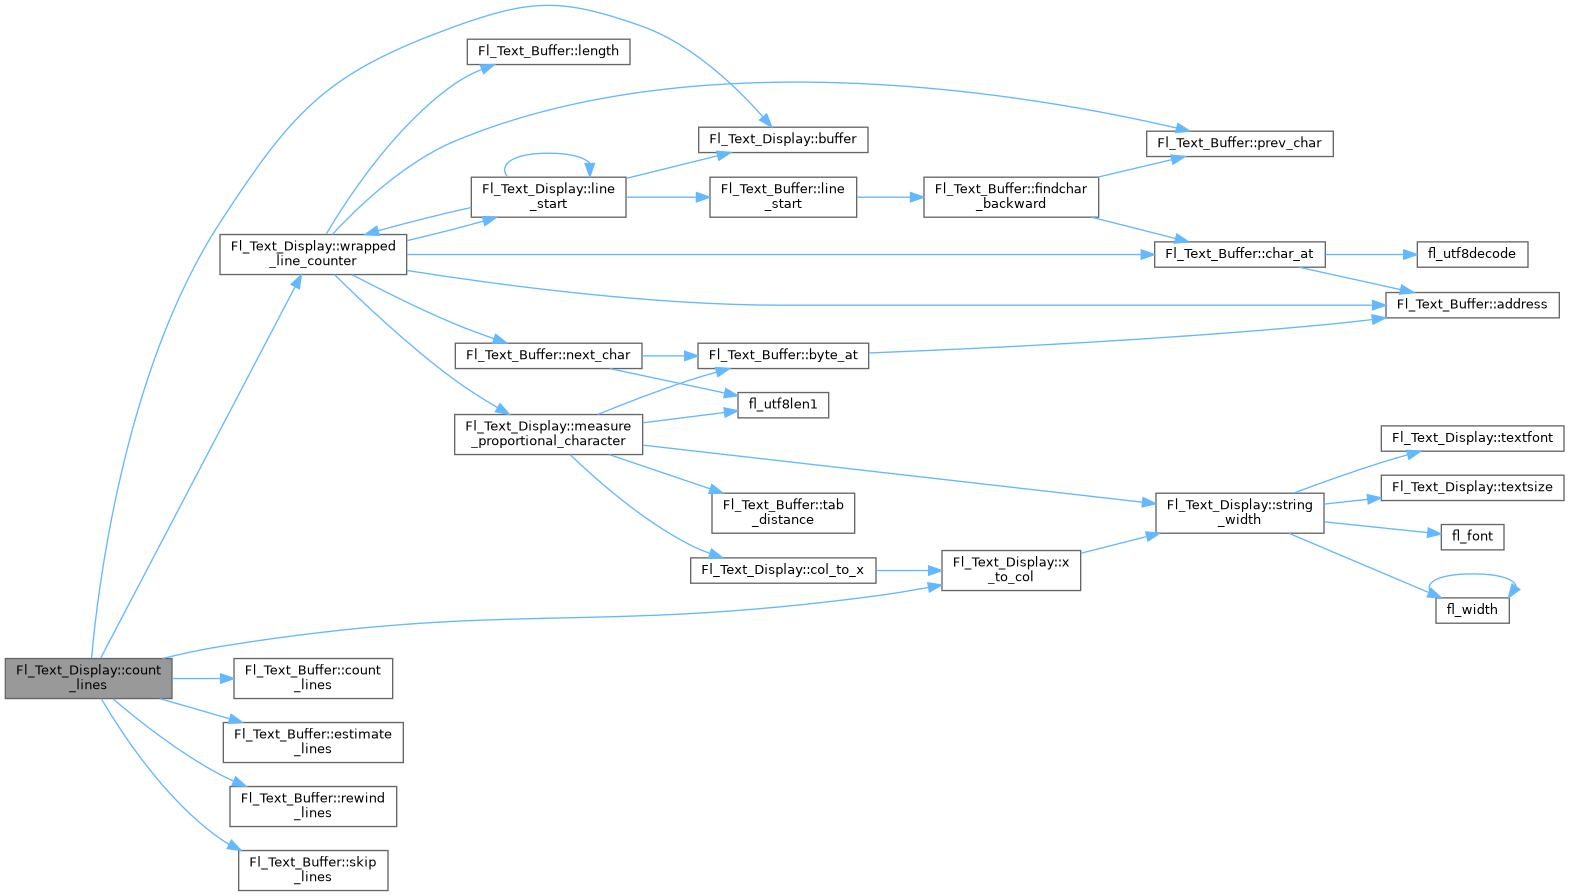 Fl_Text_Buffer::length
Fl_Text_Display::buffer
Fl_Text_Buffer::prev_char
Fl_Text_Display::line
_start
Fl_Text_Buffer::line
_start
Fl_Text_Buffer::findchar
_backward
Fl_Text_Display::wrapped
_line_counter
Fl_Text_Buffer::char_at
fl_utf8decode
Fl_Text_Buffer::address
Fl_Text_Buffer::next_char
Fl_Text_Buffer::byte_at
fl_utf8len1
Fl_Text_Display::measure
_proportional_character
Fl_Text_Display::textfont
Fl_Text_Display::textsize
Fl_Text_Buffer::tab
_distance
Fl_Text_Display::string
_width
fl_font
Fl_Text_Display::col_to_x
Fl_Text_Display::x
_to_col
fl_width
Fl_Text_Display::count
_lines
Fl_Text_Buffer::count
_lines
Fl_Text_Buffer::estimate
_lines
Fl_Text_Buffer::rewind
_lines
Fl_Text_Buffer::skip
_lines